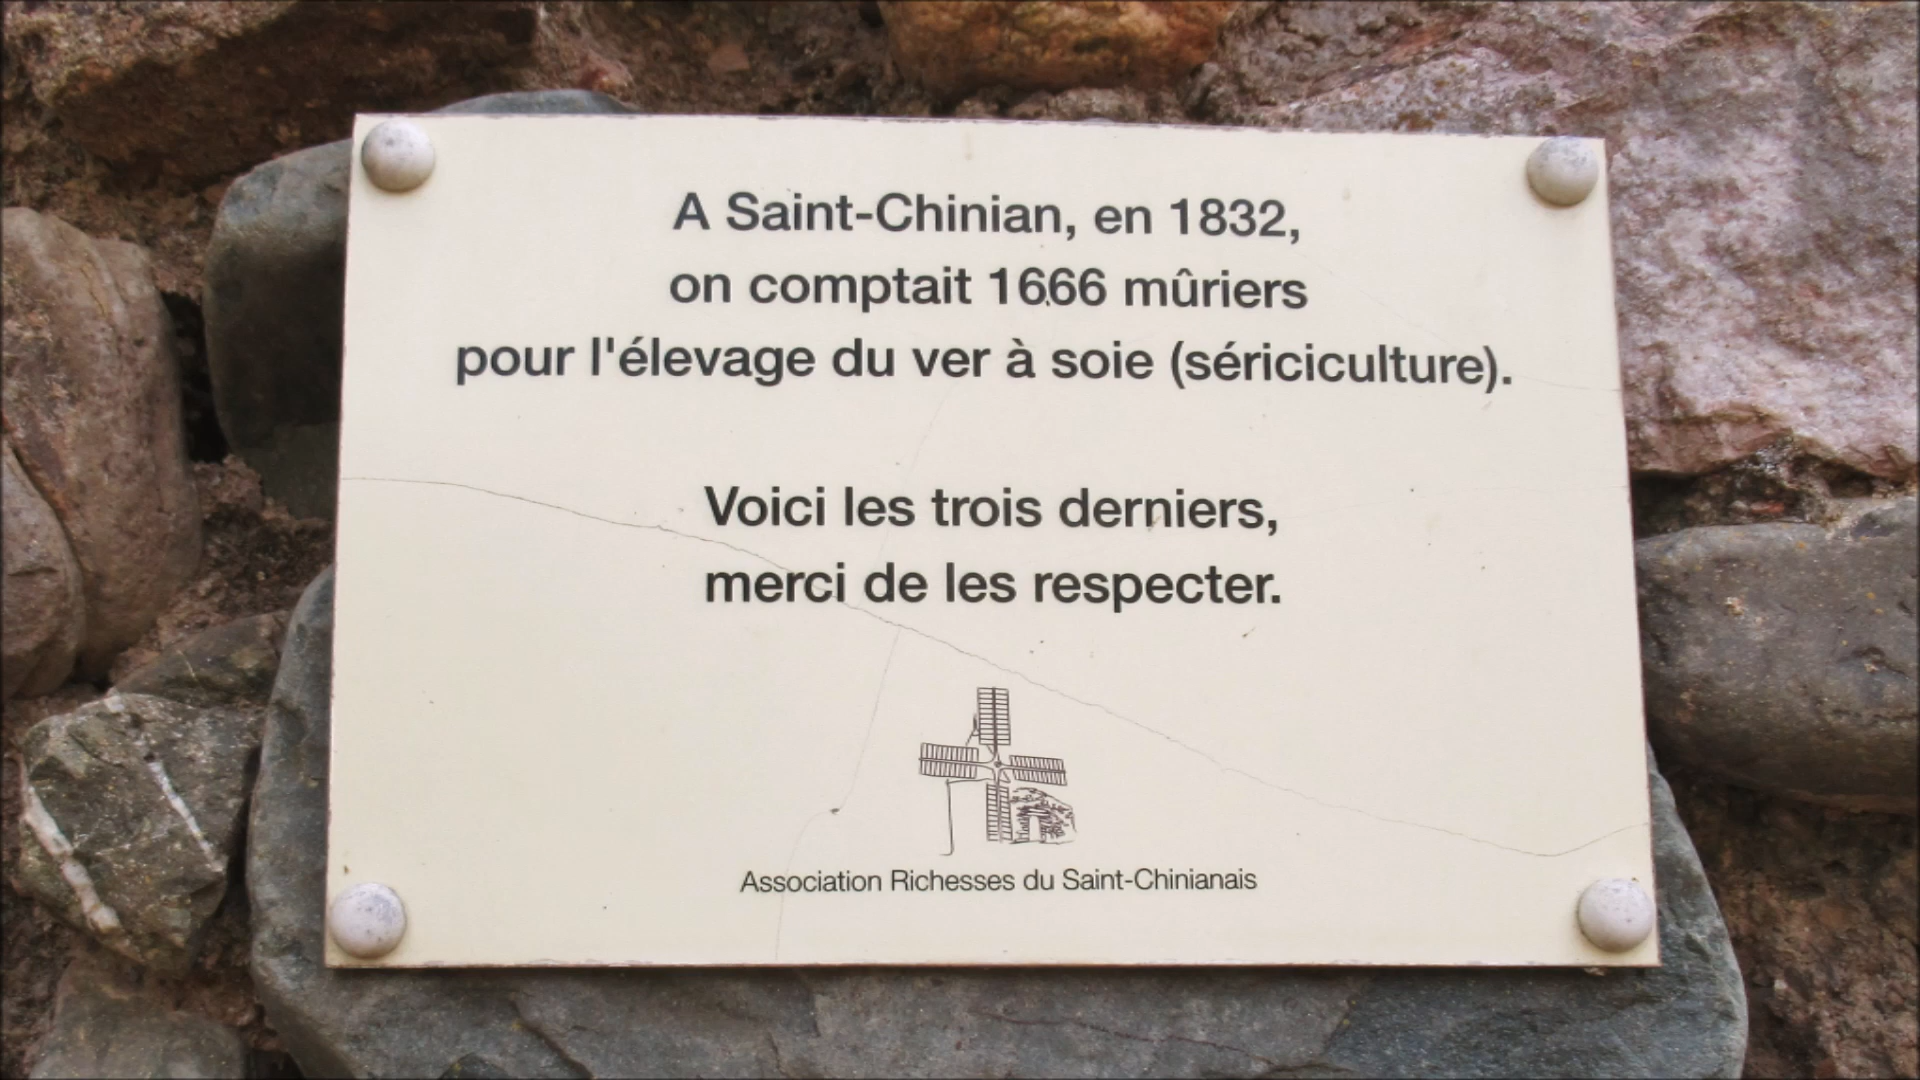 A Saint-Chinian, en 1832,
on comptait 1666 mûriers
pour l'élevage du ver à soie (sériciculture).
Voici les trois derniers,
merci de les respecter.
Association Richesses du Saint-Chinianais